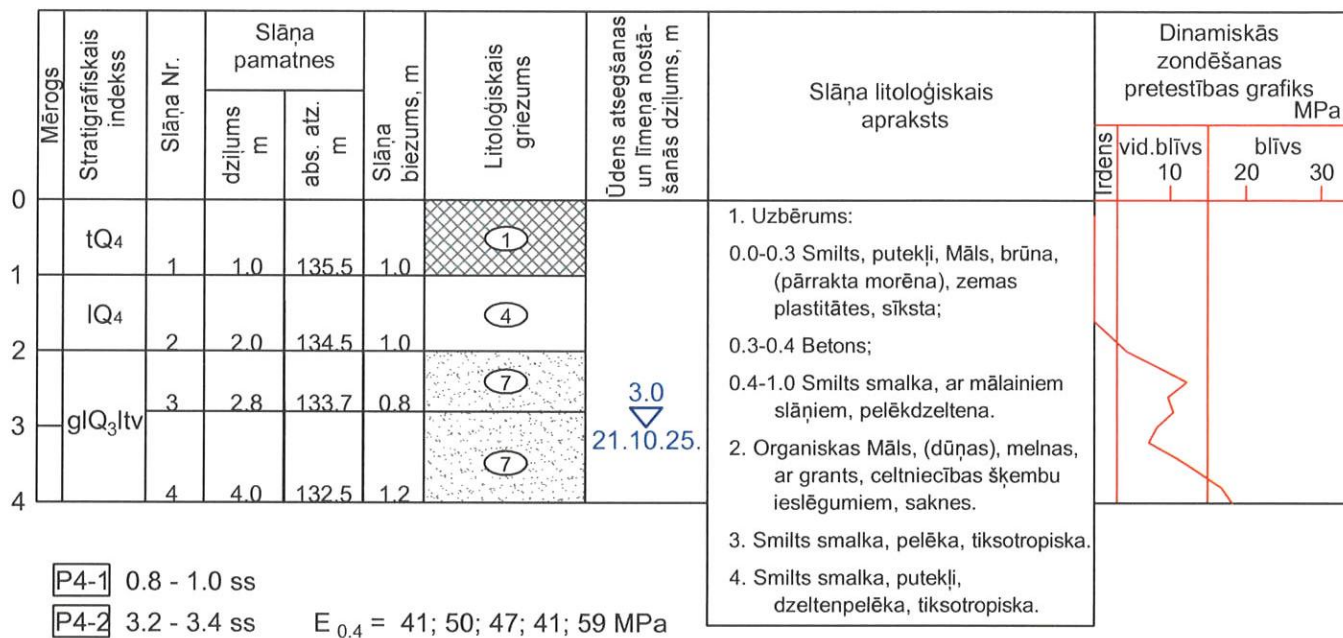 Mērogs
Stratigrāfiskais
indekss
Slāņa Nr.
Slāņa
pamatnes
dziļums
m
abs. atz.
m
Slāņa
biezums, m
Litoloģiskais
griezums
Ūdens atsegšanas
un līmeņa nostā-
šanās dziļums, m
Slāņa litoloģiskais
apraksts
Dinamiskās
zondēšanas
pretestības grafiks
MPa
Irdens
vid.blīvs
blīvs
10 20 30
0
tQ4
1 1.0 135.5 1.0
1
1
lQ4
2 2.0 134.5 1.0
4
2
glQ3ltv
3 2.8 133.7 0.8
7
3
4 4.0 132.5 1.2
7
4
3.0
21.10.25.
1. Uzbērums:
0.0-0.3 Smilts, putekļi, Māls, brūna,
(pārrakta morēna), zemas
plastitātes, sīksta;
0.3-0.4 Betons;
0.4-1.0 Smilts smalka, ar mālainiem
slāņiem, pelēkdzeltena.
2. Organiskas Māls, (dūņas), melnas,
ar grants, celtniecības šķembu
ieslēgumiem, saknes.
3. Smilts smalka, pelēka, tiksotropiska.
4. Smilts smalka, putekļi,
dzeltenpelēka, tiksotropiska.
P4-1 0.8 - 1.0 ss
P4-2 3.2 - 3.4 ss E 0.4 = 41; 50; 47; 41; 59 MPa